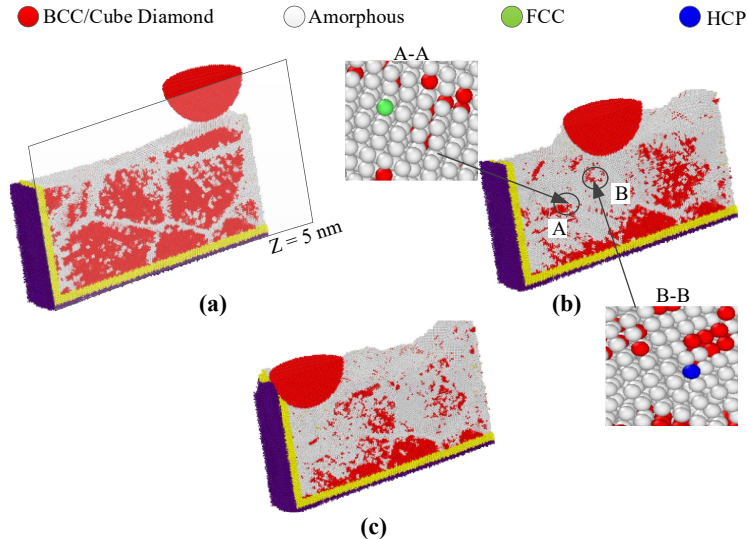 BCC/Cube Diamond
Amorphous
FCC
HCP
A-A
Z = 5 nm
(a)
B
A
(b)
B-B
(c)